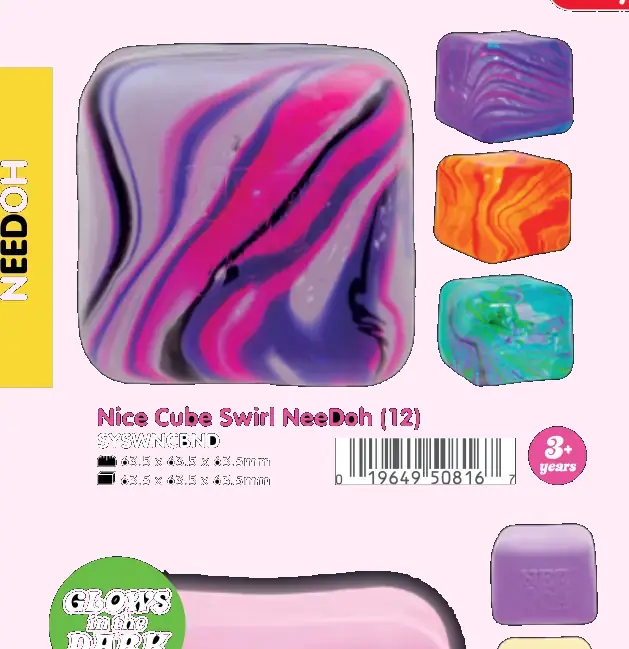 NEEDOH
Nice Cube Swirl NeeDoh (12)
SYSWNCBND
63.5 x 63.5 x 63.5mm
63.5 x 63.5 x 63.5mm
0 19649 50816 7
3+
years
GLOWS
in the
DARK